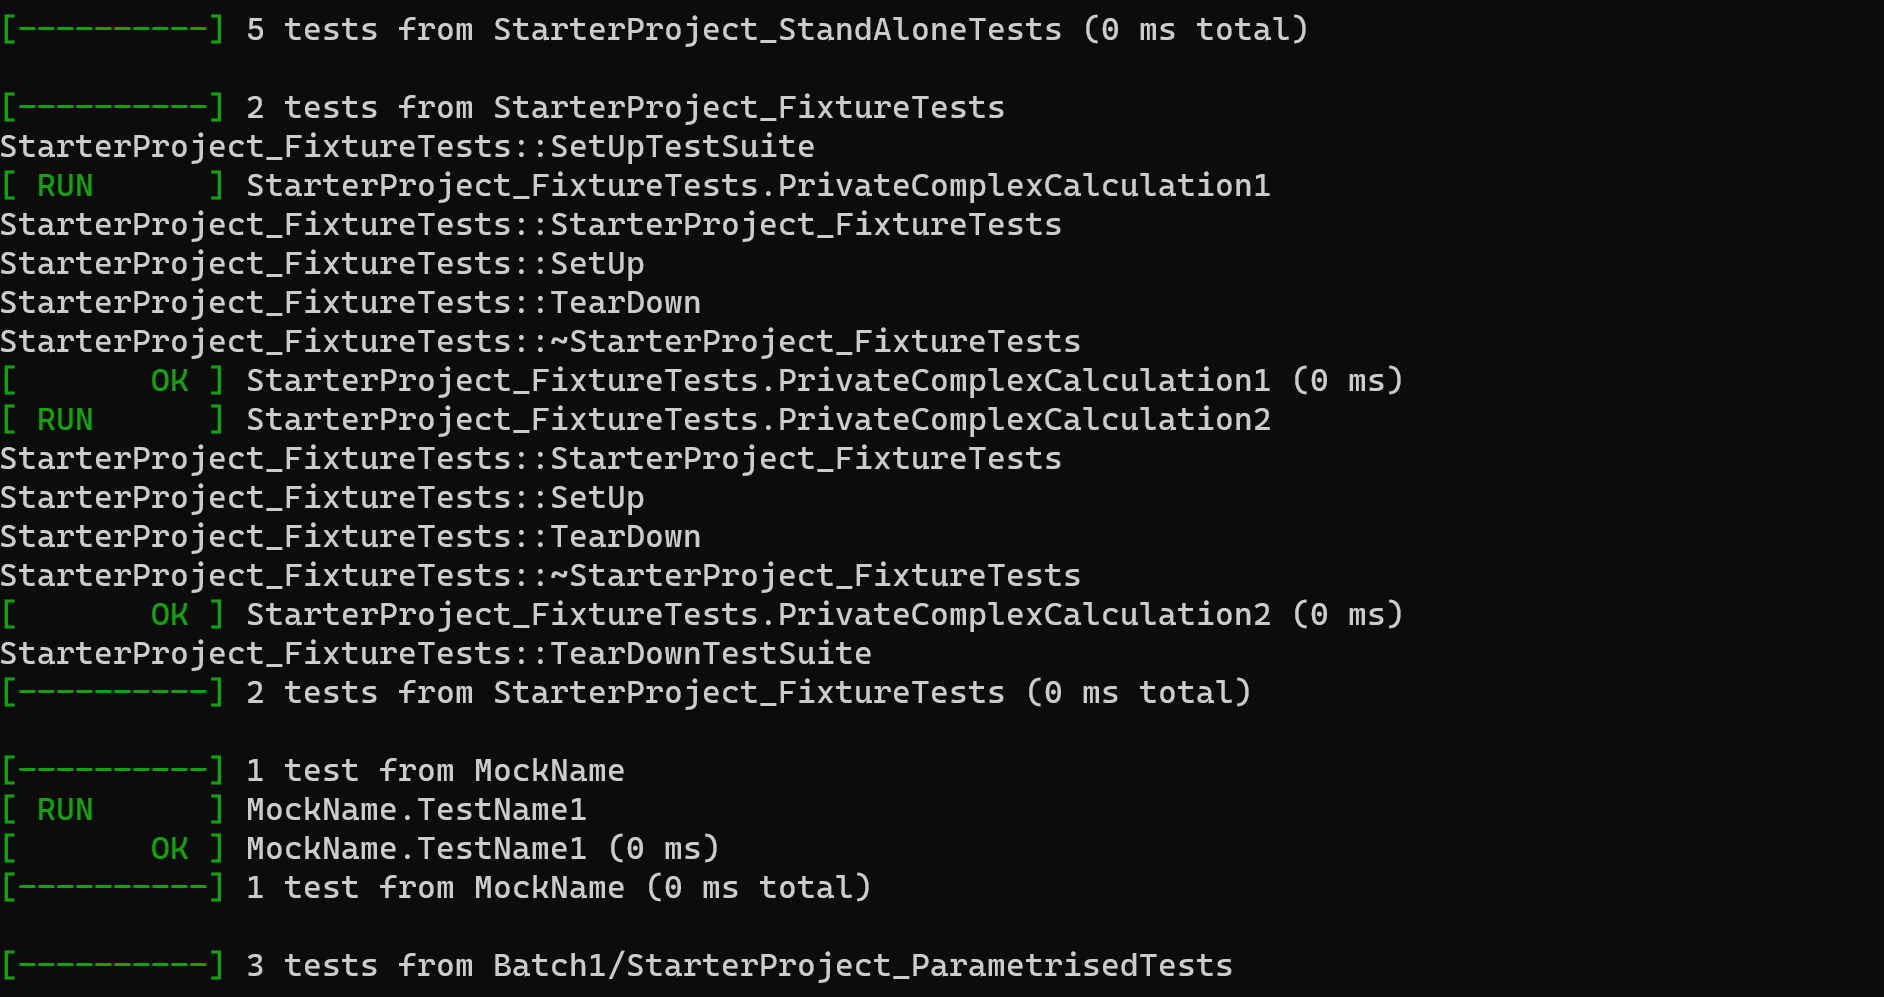 [----------] 5 tests from StarterProject_StandAloneTests (0 ms total)

[----------] 2 tests from StarterProject_FixtureTests
StarterProject_FixtureTests::SetUpTestSuite
[ RUN      ] StarterProject_FixtureTests.PrivateComplexCalculation1
StarterProject_FixtureTests::StarterProject_FixtureTests
StarterProject_FixtureTests::SetUp
StarterProject_FixtureTests::TearDown
StarterProject_FixtureTests::~StarterProject_FixtureTests
[       OK ] StarterProject_FixtureTests.PrivateComplexCalculation1 (0 ms)
[ RUN      ] StarterProject_FixtureTests.PrivateComplexCalculation2
StarterProject_FixtureTests::StarterProject_FixtureTests
StarterProject_FixtureTests::SetUp
StarterProject_FixtureTests::TearDown
StarterProject_FixtureTests::~StarterProject_FixtureTests
[       OK ] StarterProject_FixtureTests.PrivateComplexCalculation2 (0 ms)
StarterProject_FixtureTests::TearDownTestSuite
[----------] 2 tests from StarterProject_FixtureTests (0 ms total)

[----------] 1 test from MockName
[ RUN      ] MockName.TestName1
[       OK ] MockName.TestName1 (0 ms)
[----------] 1 test from MockName (0 ms total)

[----------] 3 tests from Batch1/StarterProject_ParametrisedTests